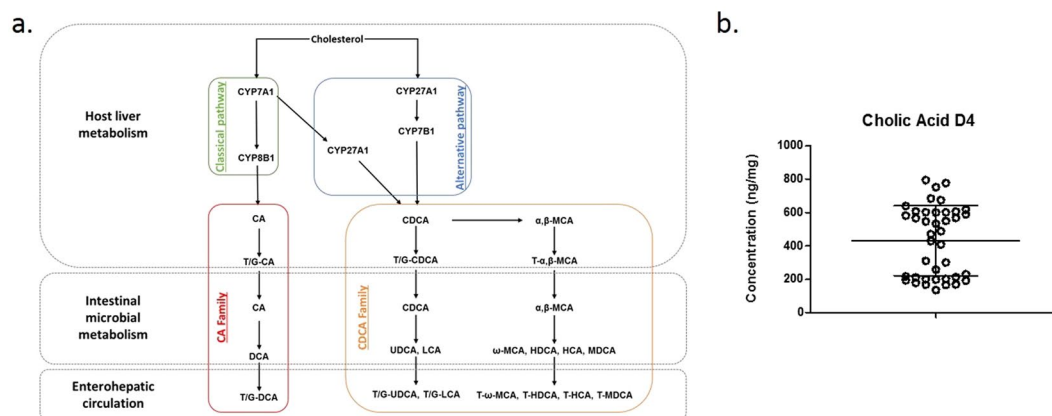 a.
Cholesterol
Host liver
metabolism
Classical pathway
CYP7A1
CYP8B1
CYP27A1
CYP27A1
CYP7B1
Alternative pathway
CA
T/G-CA
CDCA
α,β-MCA
T/G-CDCA
T-α,β-MCA
Intestinal
microbial
metabolism
CA Family
CA
DCA
CDCA Family
CDCA
α,β-MCA
UDCA, LCA
ω-MCA, HDCA, HCA, MDCA
Enterohepatic
circulation
T/G-DCA
T/G-UDCA, T/G-LCA
T-ω-MCA, T-HDCA, T-HCA, T-MDCA
b.
Cholic Acid D4
Concentration (ng/mg)
1000
800
600
400
200
0